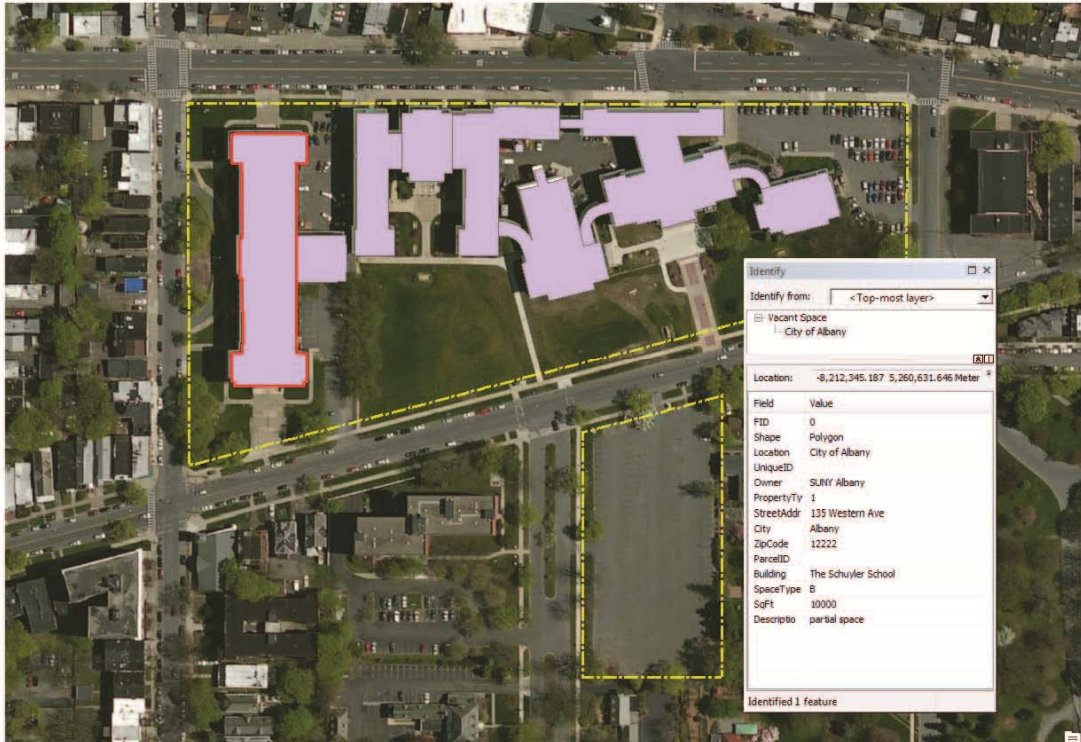 Identify
Identify from: <Top-most layer>
Vacant Space
City of Albany
Location: -8,212,345.187 5,260,631.646 Meter
Field Value
FID 0
Shape Polygon
Location City of Albany
UniqueID
Owner SUNY Albany
PropertyTy 1
StreetAddr 135 Western Ave
City Albany
ZipCode 12222
ParcelID
Building The Schuyler School
SpaceType B
SqFt 10000
Descriptio partial space
Identified 1 feature